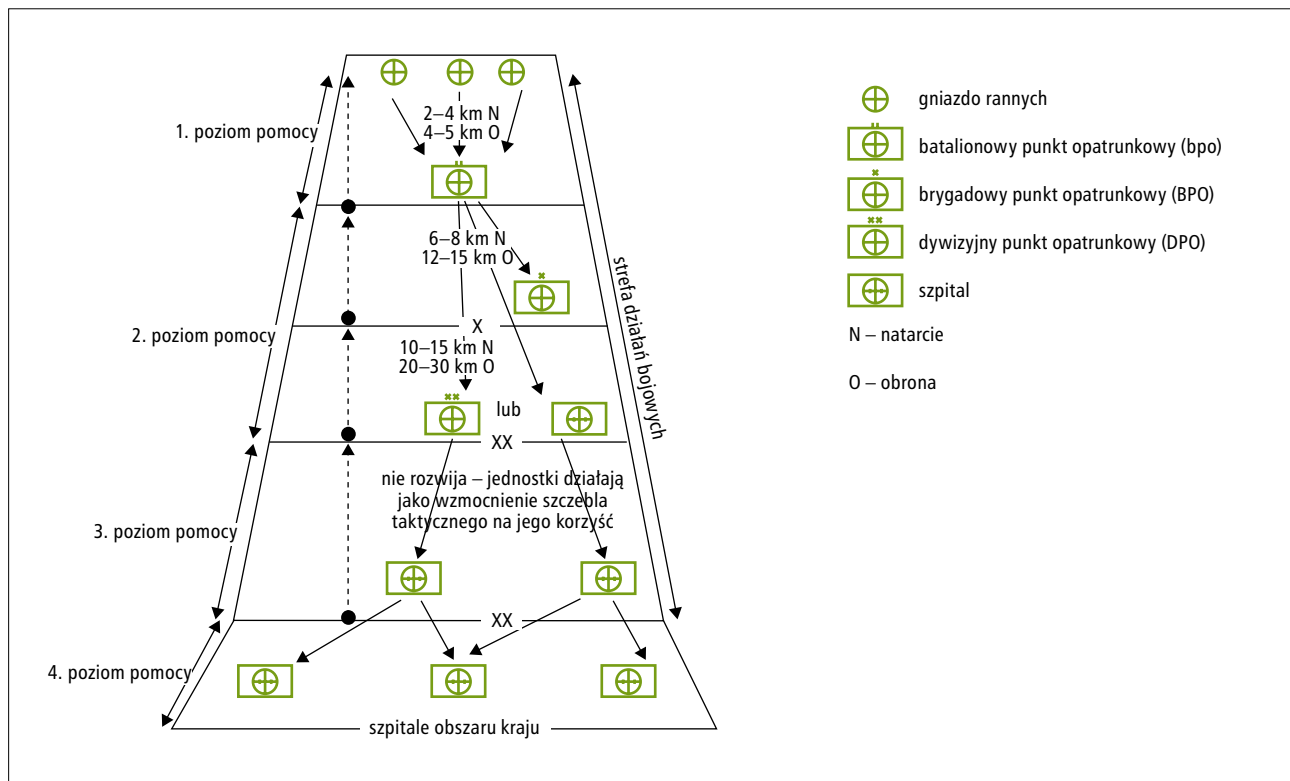 1. poziom pomocy
2–4 km N
4–5 km O
6–8 km N
12–15 km O
2. poziom pomocy
X
10–15 km N
20–30 km O
lub
XX
strefa działań bojowych
nie rozwija – jednostki działają
jako wzmocnienie szczebla
taktycznego na jego korzyść
3. poziom pomocy
XX
4. poziom pomocy
szpitale obszaru kraju
gniazdo rannych
batalionowy punkt opatrunkowy (bpo)
brygadowy punkt opatrunkowy (BPO)
dywizyjny punkt opatrunkowy (DPO)
szpital
N – natarcie
O – obrona